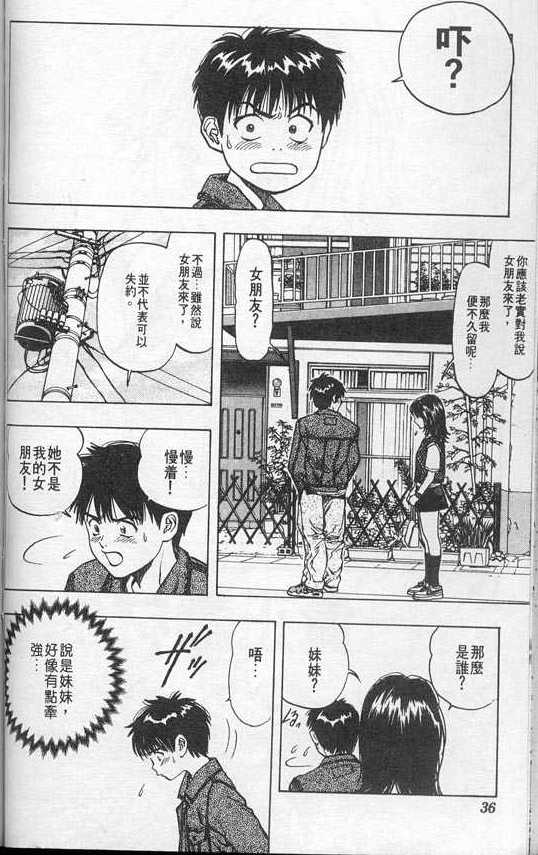 吓？
你應該老實對我說
女朋友來了，
那麼我
便不久留呢…
女朋友？
不過…雖然說
女朋友來了，
並不代表可以
失約。
慢…
慢着！
她不是
我的女
朋友！
那麼
是誰？
妹妹？
唔…
說是妹妹，
好像有點牽
強…
36